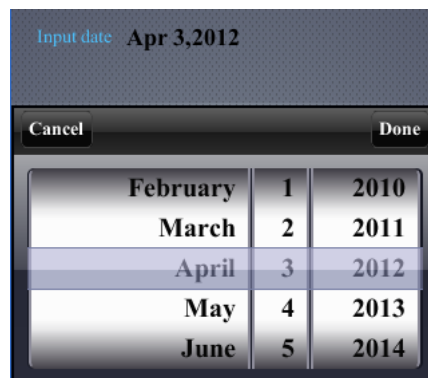 Input date Apr 3,2012
Cancel Done
February 1 2010
March 2 2011
April 3 2012
May 4 2013
June 5 2014